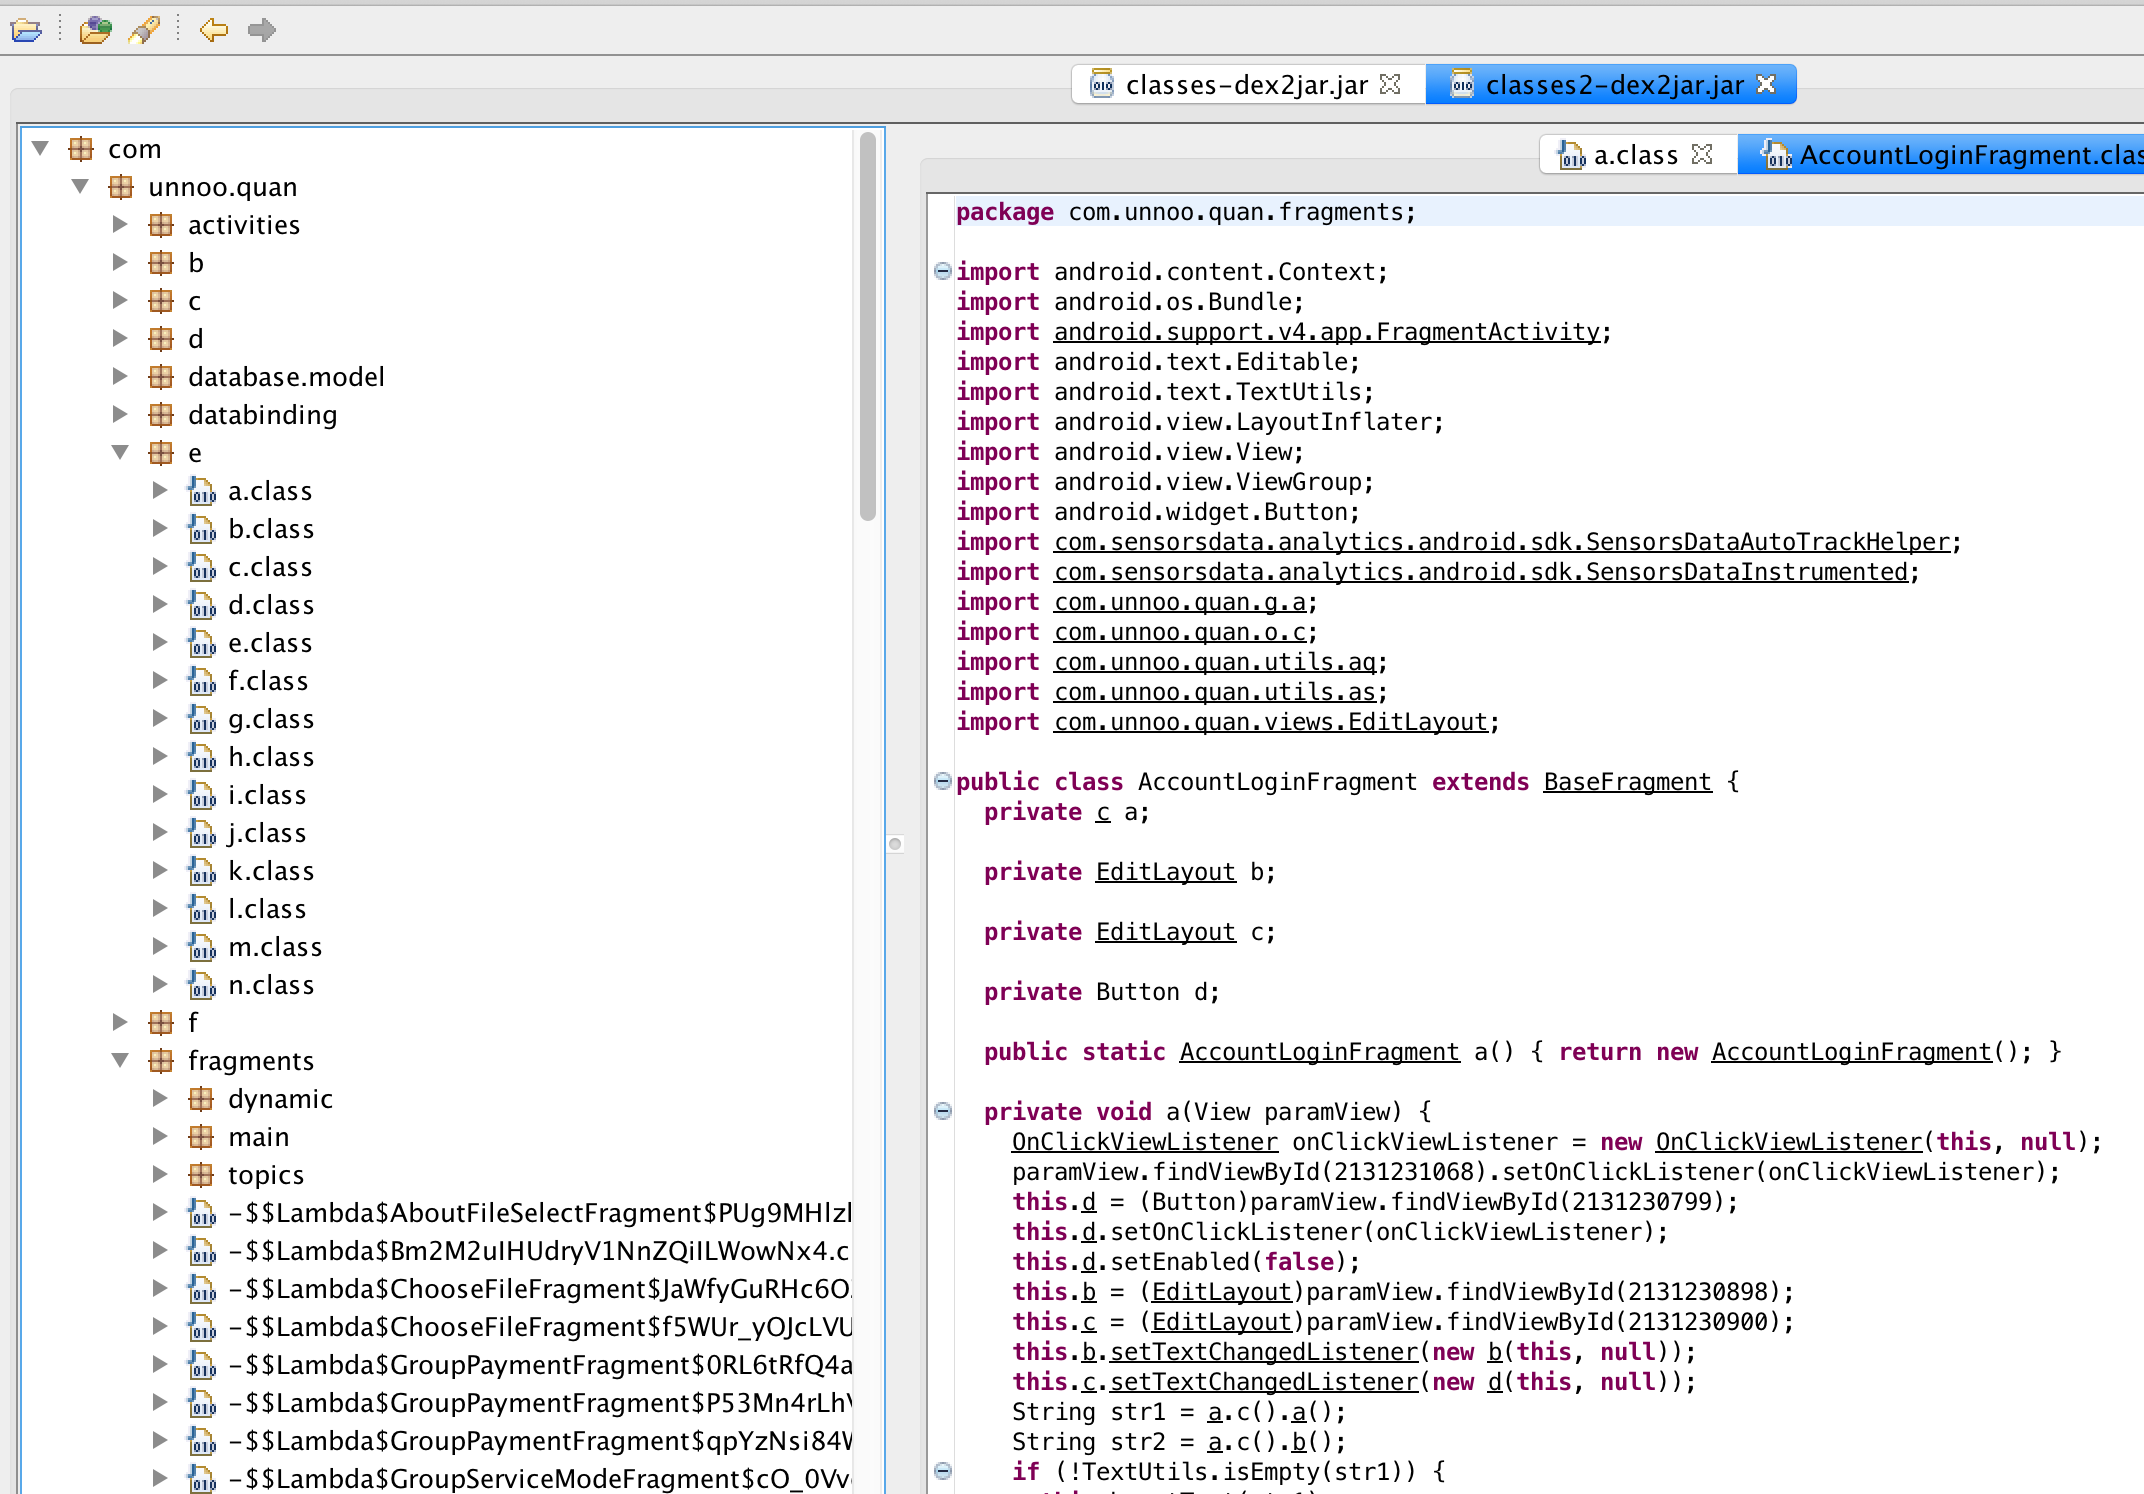 classes-dex2jar.jar
classes2-dex2jar.jar
com
unnoo.quan
activities
b
c
d
database.model
databinding
e
a.class
b.class
c.class
d.class
e.class
f.class
g.class
h.class
i.class
j.class
k.class
l.class
m.class
n.class
f
fragments
dynamic
main
topics
-$$Lambda$AboutFileSelectFragment$PUg9MHlzl
-$$Lambda$Bm2M2uIHUdryV1NnZQiILWowNx4.c
-$$Lambda$ChooseFileFragment$JaWfyGuRHc6O
-$$Lambda$ChooseFileFragment$f5WUr_yOJcLVU
-$$Lambda$GroupPaymentFragment$0RL6tRfQ4a
-$$Lambda$GroupPaymentFragment$P53Mn4rLh
-$$Lambda$GroupPaymentFragment$qpYzNsi84
-$$Lambda$GroupServiceModeFragment$cO_0Vv
a.class
AccountLoginFragment.clas
package com.unnoo.quan.fragments;
import android.content.Context;
import android.os.Bundle;
import android.support.v4.app.FragmentActivity;
import android.text.Editable;
import android.text.TextUtils;
import android.view.LayoutInflater;
import android.view.View;
import android.view.ViewGroup;
import android.widget.Button;
import com.sensorsdata.analytics.android.sdk.SensorsDataAutoTrackHelper;
import com.sensorsdata.analytics.android.sdk.SensorsDataInstrumented;
import com.unnoo.quan.g.a;
import com.unnoo.quan.o.c;
import com.unnoo.quan.utils.aq;
import com.unnoo.quan.utils.as;
import com.unnoo.quan.views.EditLayout;
public class AccountLoginFragment extends BaseFragment {
private c a;
private EditLayout b;
private EditLayout c;
private Button d;
public static AccountLoginFragment a() { return new AccountLoginFragment(); }
private void a(View paramView) {
OnClickViewListener onClickViewListener = new OnClickViewListener(this, null);
paramView.findViewById(2131231068).setOnClickListener(onClickViewListener);
this.d = (Button)paramView.findViewById(2131230799);
this.d.setOnClickListener(onClickViewListener);
this.d.setEnabled(false);
this.b = (EditLayout)paramView.findViewById(2131230898);
this.c = (EditLayout)paramView.findViewById(2131230900);
this.b.setTextChangedListener(new b(this, null));
this.c.setTextChangedListener(new d(this, null));
String str1 = a.c().a();
String str2 = a.c().b();
if (!TextUtils.isEmpty(str1)) {